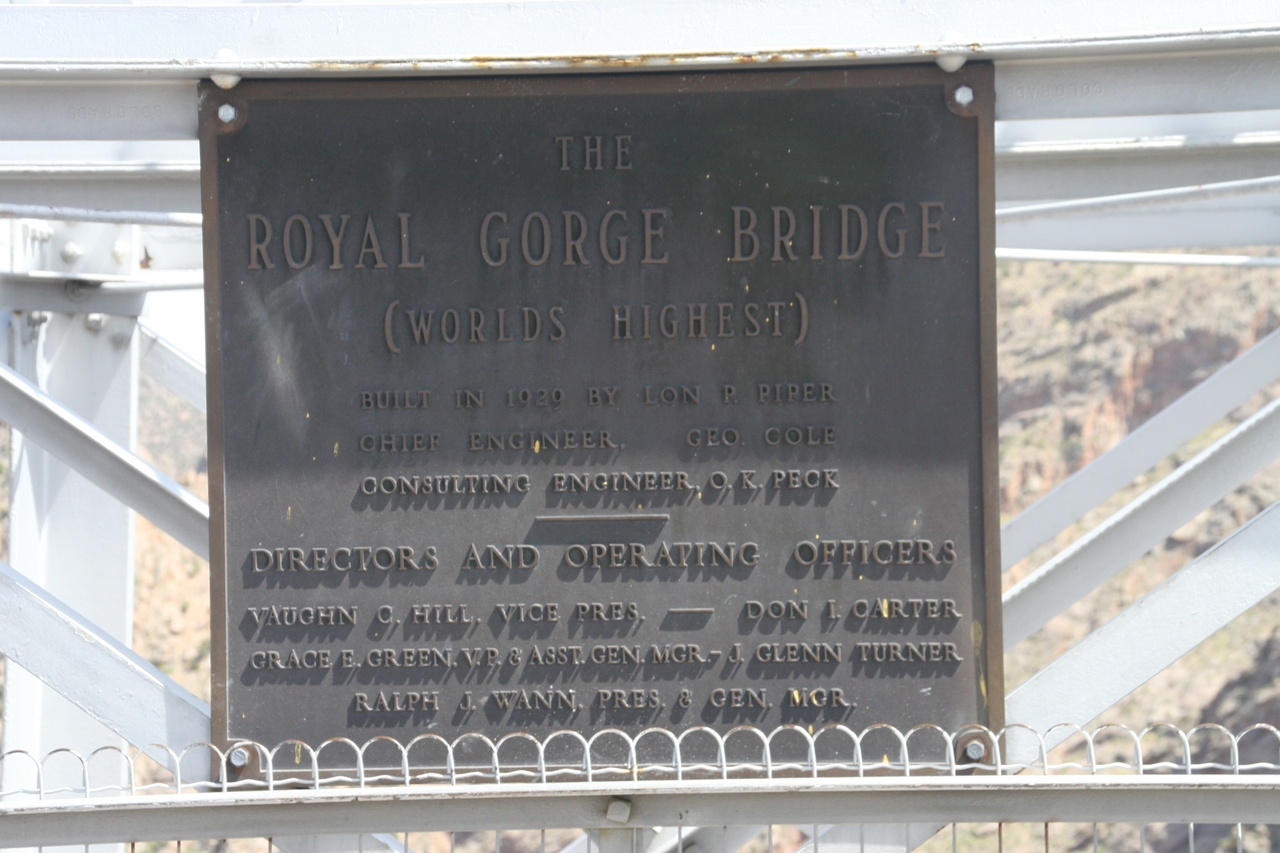 THE
ROYAL GORGE BRIDGE
(WORLDS HIGHEST)
BUILT IN 1929 BY LON P. PIPER
CHIEF ENGINEER, GEO. COLE
CONSULTING ENGINEER, O. K. PECK
DIRECTORS AND OPERATING OFFICERS
VAUGHN C. HILL, VICE PRES. — DON I. CARTER
GRACE E. GREEN, V.P. & ASST. GEN. MGR.- J. GLENN TURNER
RALPH J. WANN, PRES. & GEN. MGR.